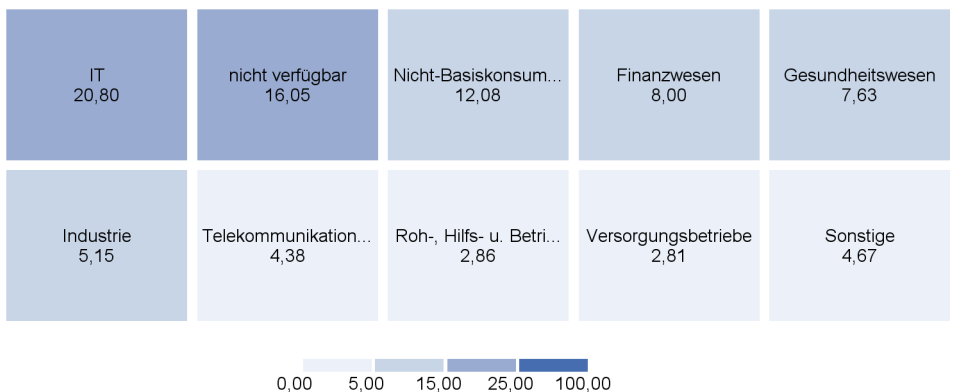 IT
20,80
nicht verfügbar
16,05
Nicht-Basiskonsum...
12,08
Finanzwesen
8,00
Gesundheitswesen
7,63
Industrie
5,15
Telekommunikation...
4,38
Roh-, Hilfs- u. Betri...
2,86
Versorgungsbetriebe
2,81
Sonstige
4,67
0,00 5,00 15,00 25,00 100,00